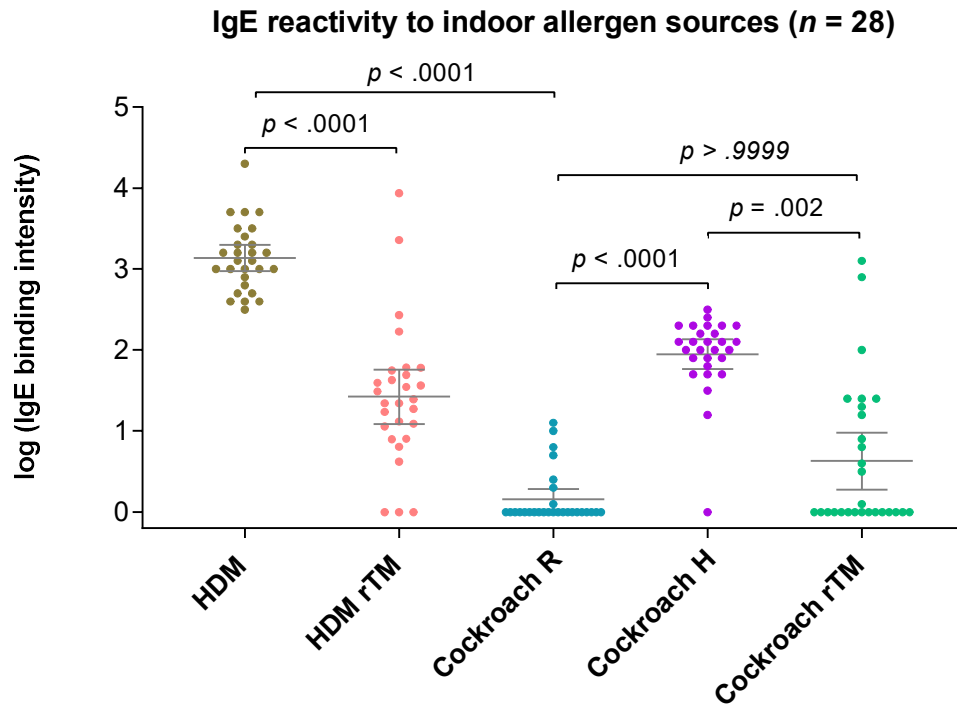 IgE reactivity to indoor allergen sources (n = 28)
p < .0001
p < .0001
p > .9999
p = .002
p < .0001
log (IgE binding intensity)
5
4
3
2
1
0
HDM
HDM rTM
Cockroach R
Cockroach H
Cockroach rTM